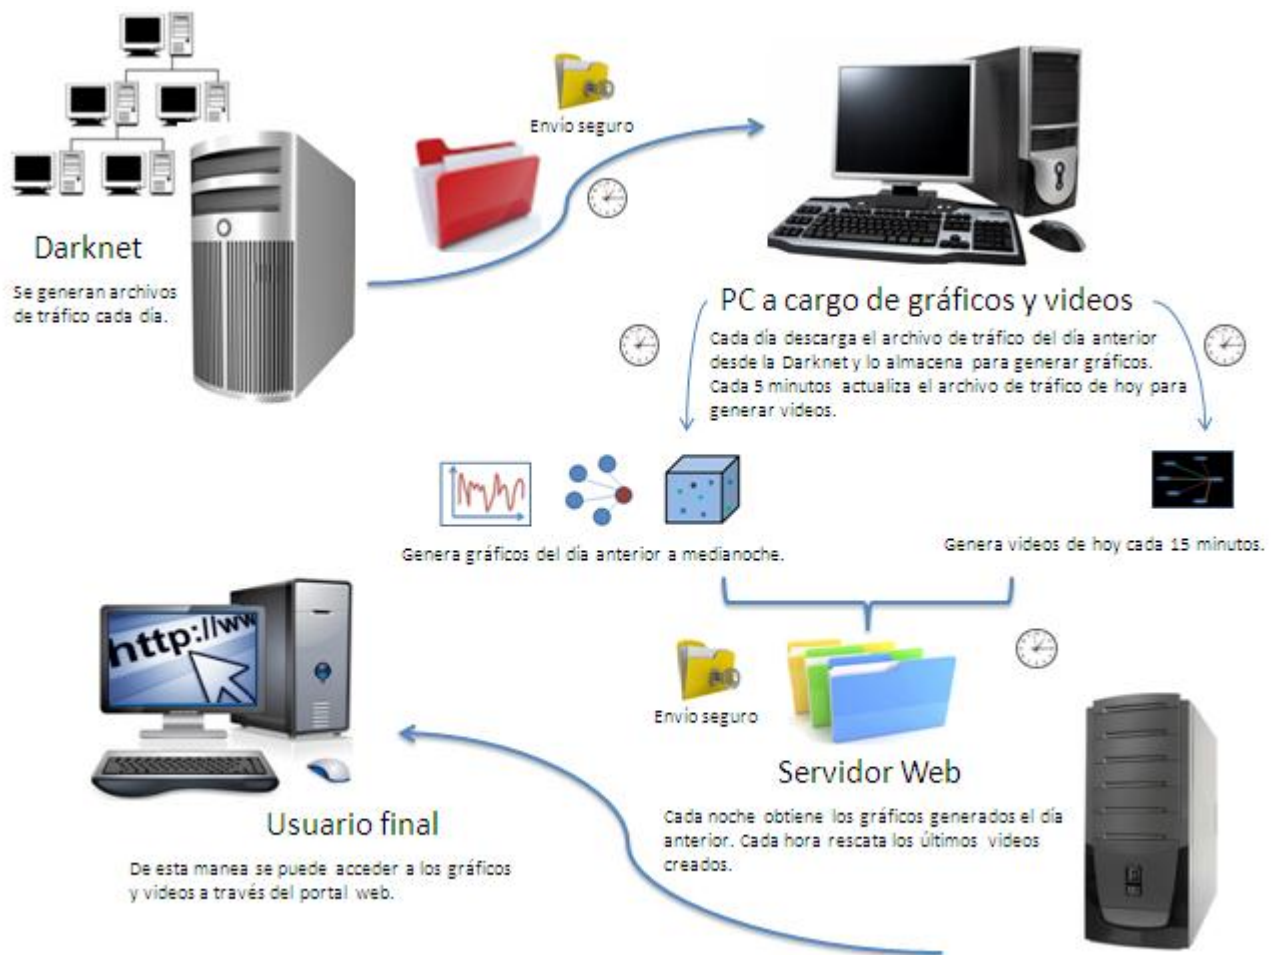 Envío seguro
Darknet
Se generan archivos
de tráfico cada día.
PC a cargo de gráficos y videos
Cada día descarga el archivo de tráfico del día anterior
desde la Darknet y lo almacena para generar gráficos.
Cada 5 minutos actualiza el archivo de tráfico de hoy para
generar videos.
Genera gráficos del día anterior a medianoche.
Genera videos de hoy cada 15 minutos.
http://ww
Envío seguro
Servidor Web
Cada noche obtiene los gráficos generados el día
anterior. Cada hora rescata los últimos videos
creados.
Usuario final
De esta manea se puede acceder a los gráficos
y videos a través del portal web.